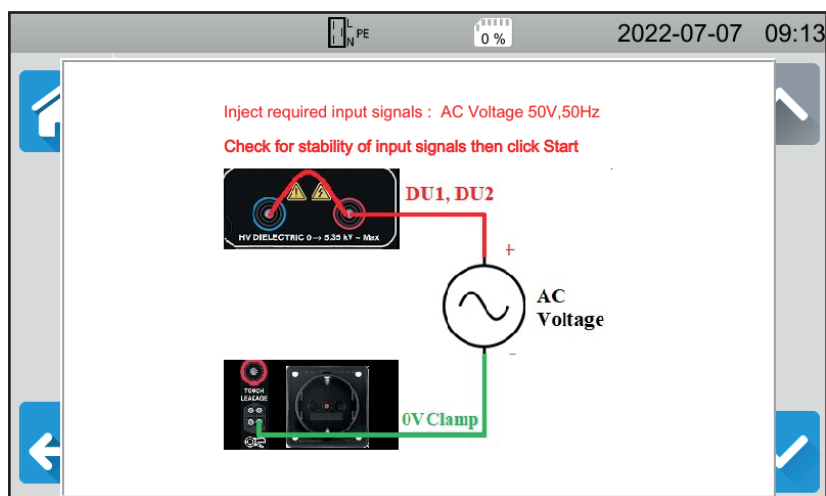 L
N PE
0 %
2022-07-07 09:13
Inject required input signals : AC Voltage 50V,50Hz
Check for stability of input signals then click Start
DU1, DU2
HV DIELECTRIC 0 → 5.35 kV ~ Max
+
AC
Voltage
-
TOUCH
LEAKAGE
0V Clamp